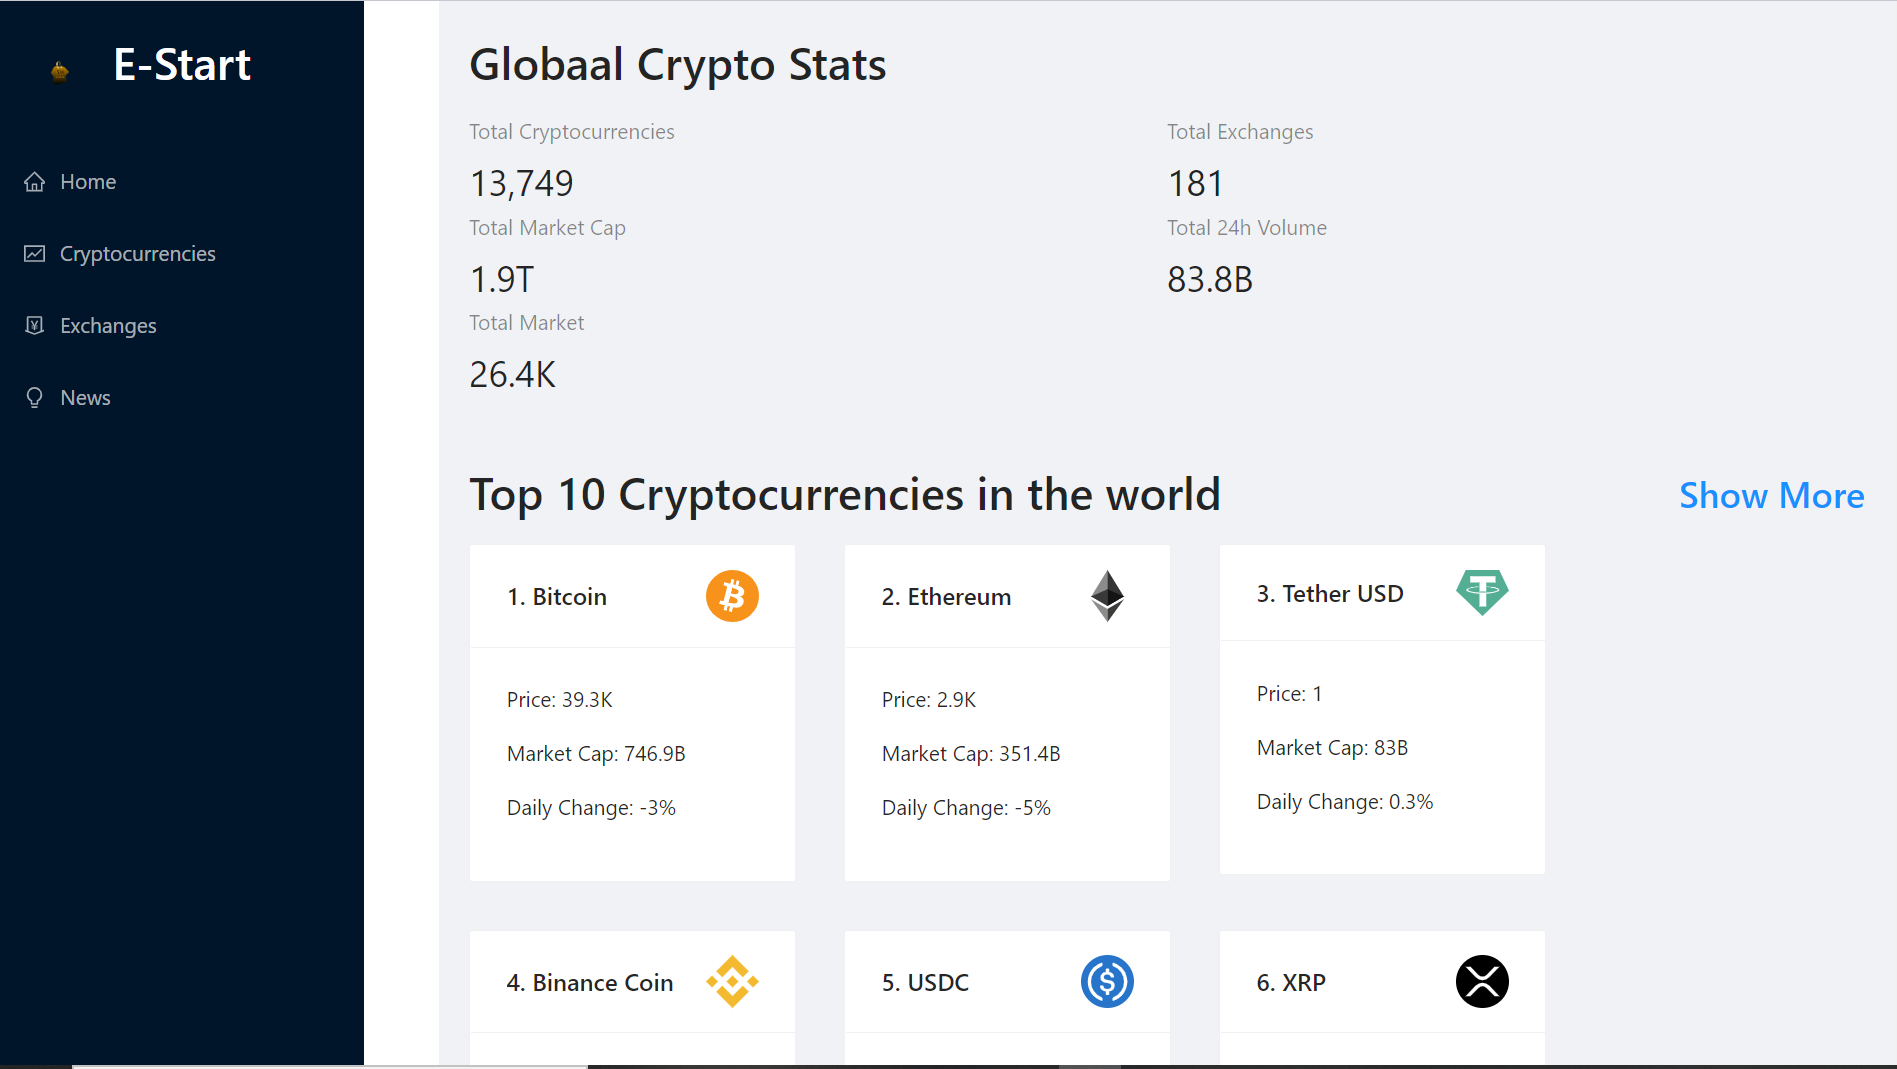 E-Start
Home
Cryptocurrencies
Exchanges
News
Globaal Crypto Stats
Total Cryptocurrencies
13,749
Total Exchanges
181
Total Market Cap
1.9T
Total 24h Volume
83.8B
Total Market
26.4K
Top 10 Cryptocurrencies in the world
Show More
1. Bitcoin
Price: 39.3K
Market Cap: 746.9B
Daily Change: -3%
2. Ethereum
Price: 2.9K
Market Cap: 351.4B
Daily Change: -5%
3. Tether USD
Price: 1
Market Cap: 83B
Daily Change: 0.3%
4. Binance Coin
5. USDC
6. XRP